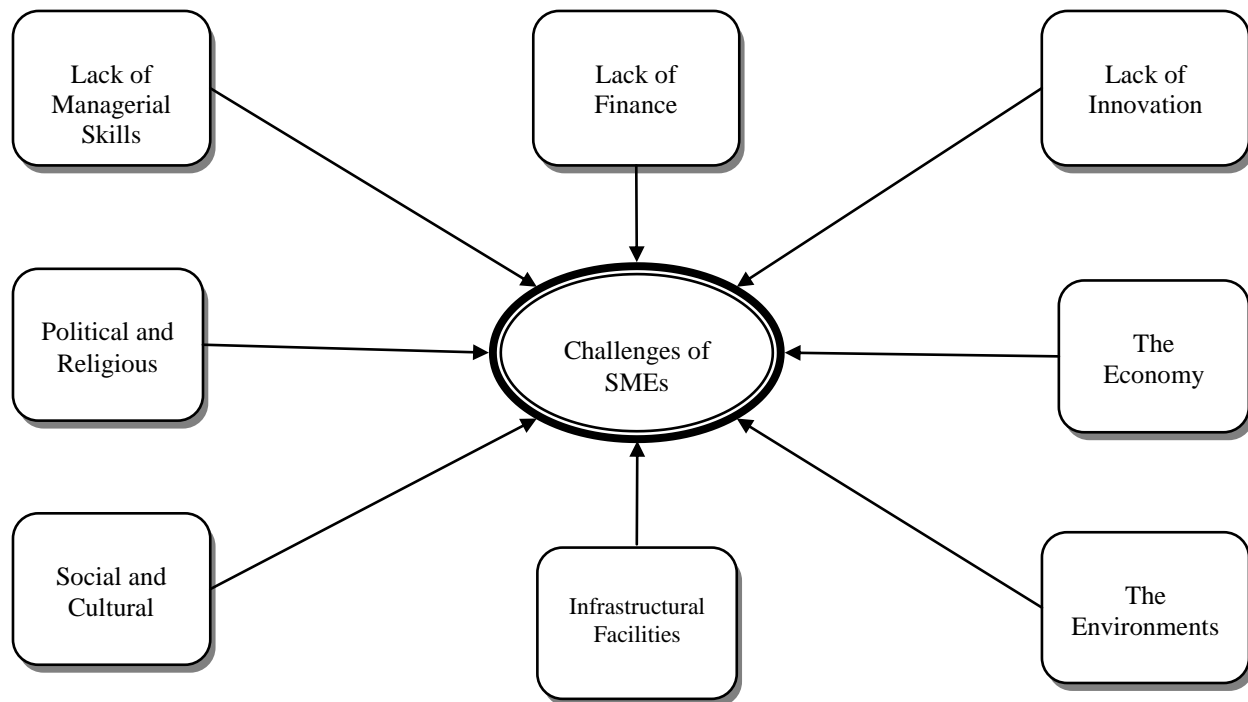 Lack of
Managerial
Skills
Lack of
Finance
Lack of
Innovation
Political and
Religious
Challenges of
SMEs
The
Economy
Social and
Cultural
Infrastructural
Facilities
The
Environments